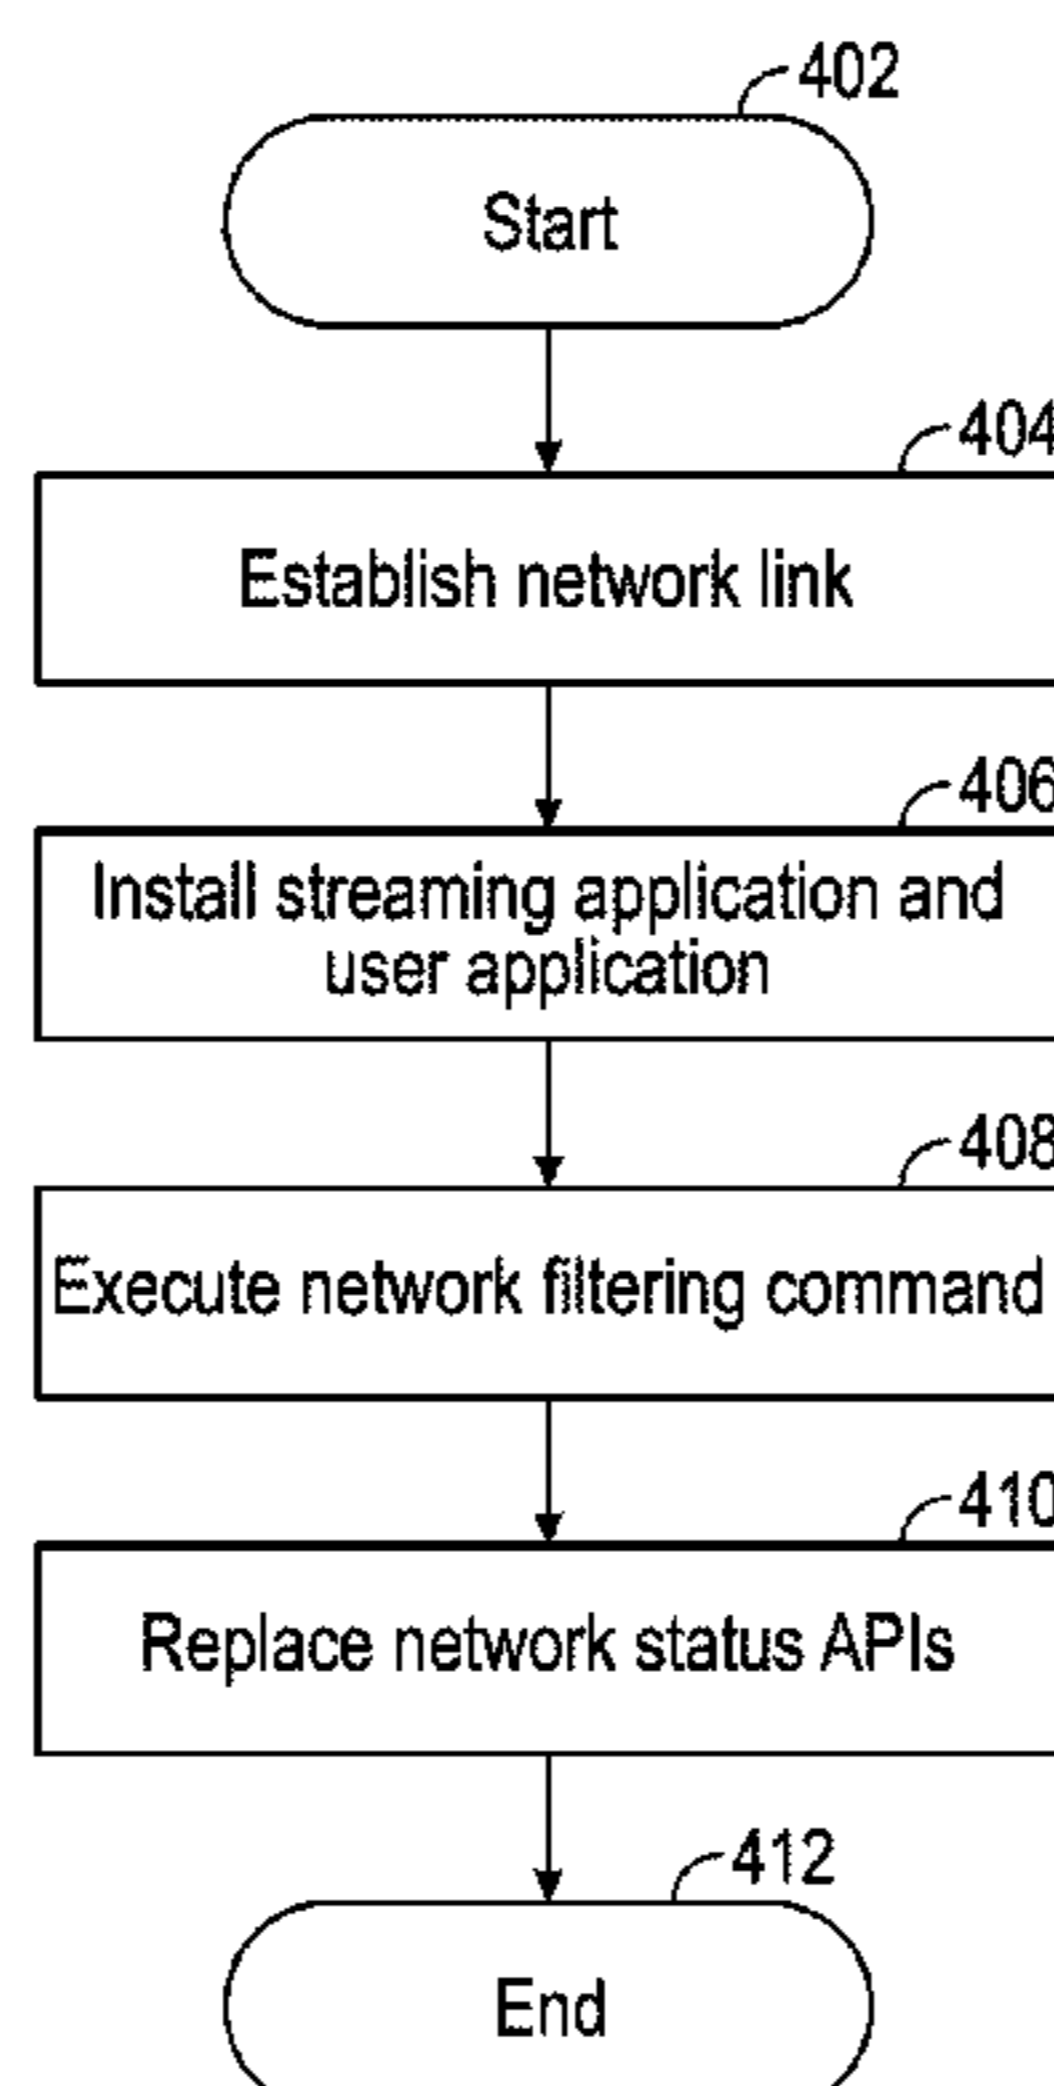 402
Start
404
Establish network link
406
Install streaming application and
user application
408
Execute network filtering command
410
Replace network status APIs
412
End